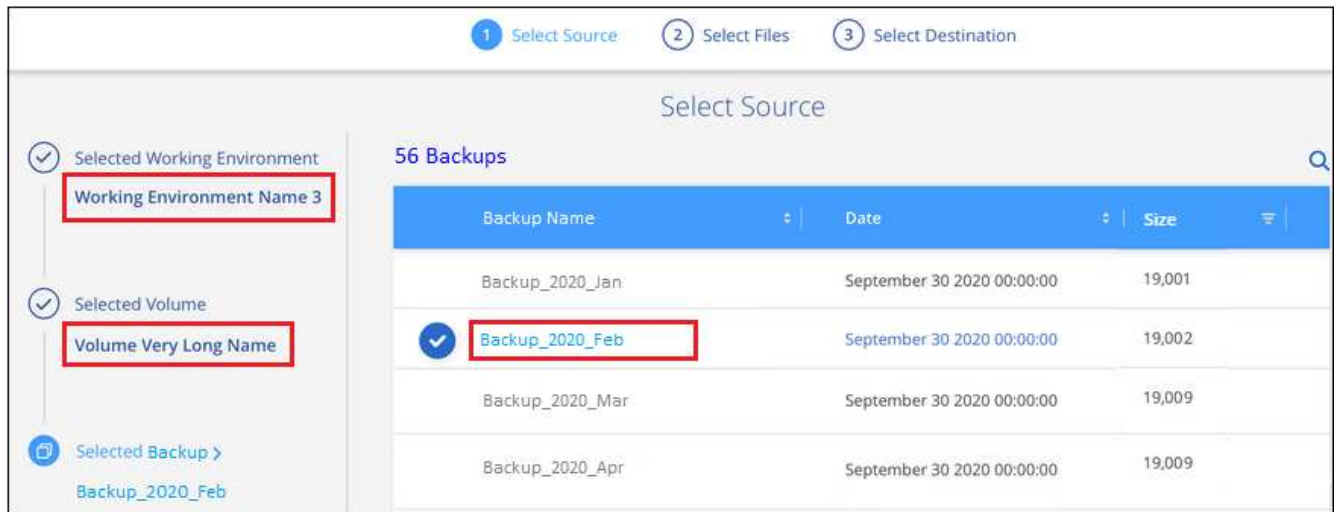 1 Select Source 2 Select Files 3 Select Destination
Select Source
Selected Working Environment
Working Environment Name 3
Selected Volume
Volume Very Long Name
Selected Backup >
Backup_2020_Feb
56 Backups
Backup Name Date Size
Backup_2020_Jan September 30 2020 00:00:00 19,001
Backup_2020_Feb September 30 2020 00:00:00 19,002
Backup_2020_Mar September 30 2020 00:00:00 19,009
Backup_2020_Apr September 30 2020 00:00:00 19,009